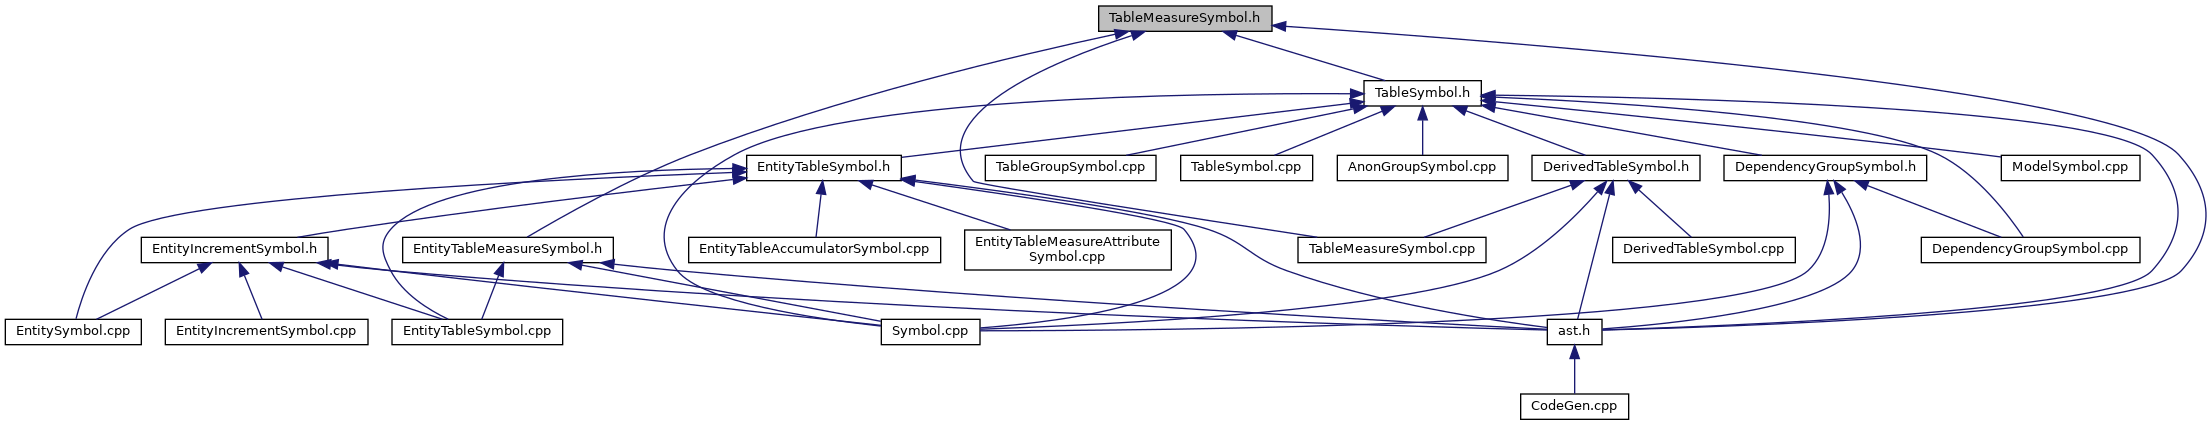 TableMeasureSymbol.h
TableSymbol.h
EntityTableSymbol.h
TableGroupSymbol.cpp
TableSymbol.cpp
AnonGroupSymbol.cpp
DerivedTableSymbol.h
DependencyGroupSymbol.h
ModelSymbol.cpp
EntityIncrementSymbol.h
EntityTableMeasureSymbol.h
EntityTableAccumulatorSymbol.cpp
EntityTableMeasureAttribute
Symbol.cpp
TableMeasureSymbol.cpp
DerivedTableSymbol.cpp
DependencyGroupSymbol.cpp
EntitySymbol.cpp
EntityIncrementSymbol.cpp
EntityTableSymbol.cpp
Symbol.cpp
ast.h
CodeGen.cpp